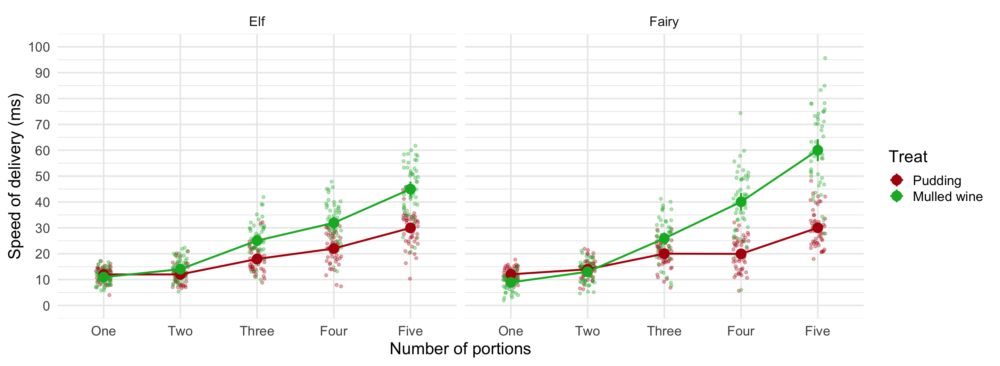 Elf
Fairy
Speed of delivery (ms)
100
90
80
70
60
50
40
30
20
10
0
One Two Three Four Five
One Two Three Four Five
Number of portions
Treat
Pudding
Mulled wine